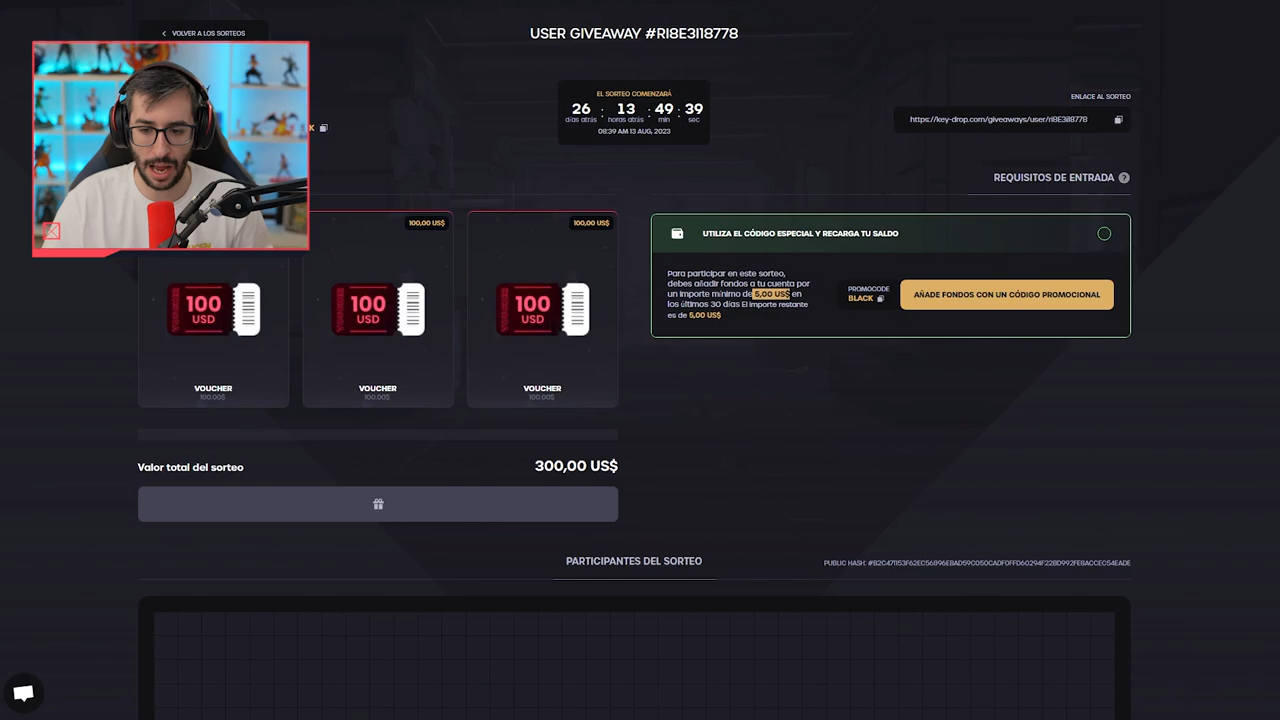 VOLVER A LOS SORTEOS
USER GIVEAWAY #RI8E3I18778
EL SORTEO COMENZARÁ
26 : 13 : 49 : 39
días atrás horas atrás min sec
08:39 AM 13 AUG, 2023
ENLACE AL SORTEO
https://key-drop.com/giveaways/user/ri8E3i18778
K
REQUISITOS DE ENTRADA ?
100,00 US$
100,00 US$
UTILIZA EL CÓDIGO ESPECIAL Y RECARGA TU SALDO
Para participar en este sorteo,
debes añadir fondos a tu cuenta por
un importe mínimo de 5,00 US$ en
los últimos 30 días El importe restante
es de 5,00 US$
PROMOCODE
BLACK
AÑADE FONDOS CON UN CÓDIGO PROMOCIONAL
100
USD
100
USD
100
USD
VOUCHER
100.00$
VOUCHER
100.00$
VOUCHER
100.00$
Valor total del sorteo
300,00 US$
PARTICIPANTES DEL SORTEO
PUBLIC HASH: